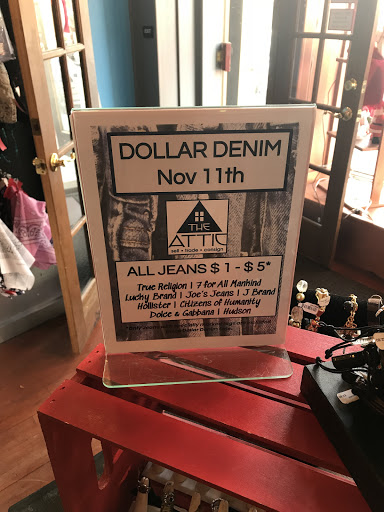 DOLLAR DENIM
Nov 11th
THE
ATTIC
sell • trade • consign
ALL JEANS $ 1 - $ 5*
True Religion | 7 for All Mankind
Lucky Brand | Joe's Jeans | J Brand
Hollister | Citizens of Humanity
Dolce & Gabbana | Hudson